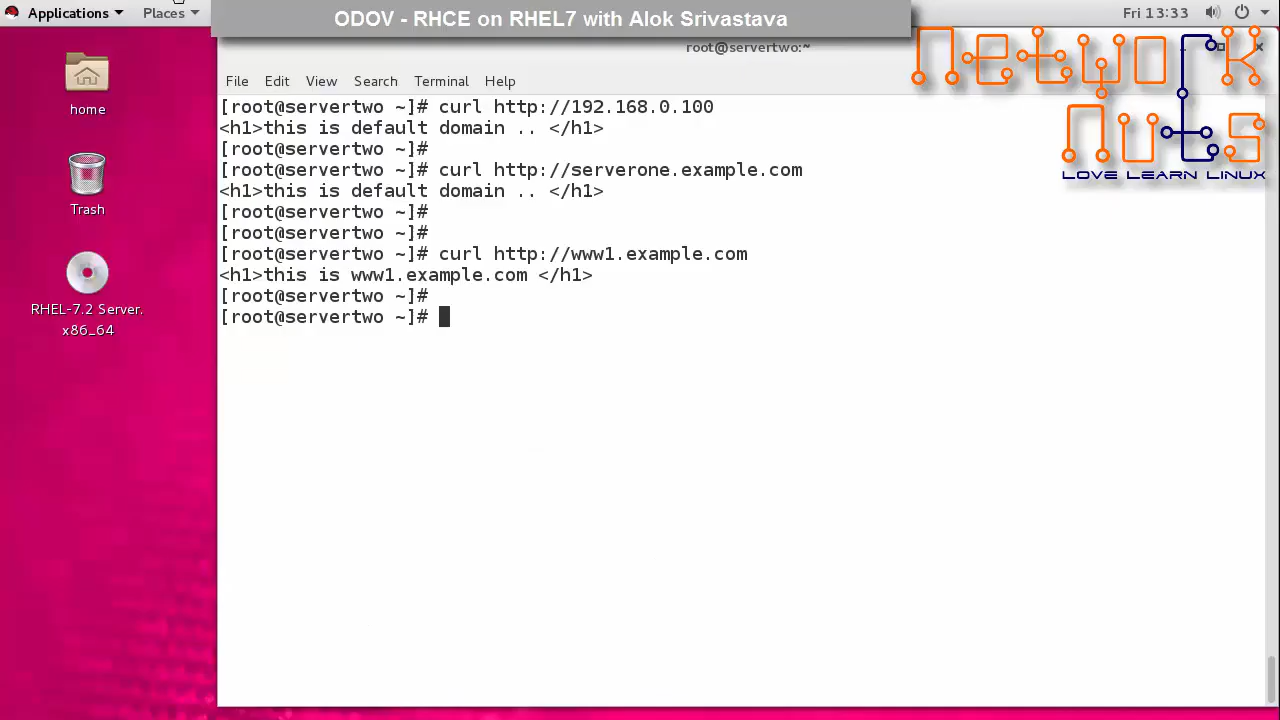 Applications Places
ODOV - RHCE on RHEL7 with Alok Srivastava
Fri 13:33
root@servertwo:~
File Edit View Search Terminal Help
Network
Nuts
LOVE LEARN LINUX
home
Trash
RHEL-7.2 Server.
x86_64
[root@servertwo ~]# curl http://192.168.0.100
<h1>this is default domain .. </h1>
[root@servertwo ~]#
[root@servertwo ~]# curl http://serverone.example.com
<h1>this is default domain .. </h1>
[root@servertwo ~]#
[root@servertwo ~]#
[root@servertwo ~]# curl http://www1.example.com
<h1>this is www1.example.com </h1>
[root@servertwo ~]#
[root@servertwo ~]#